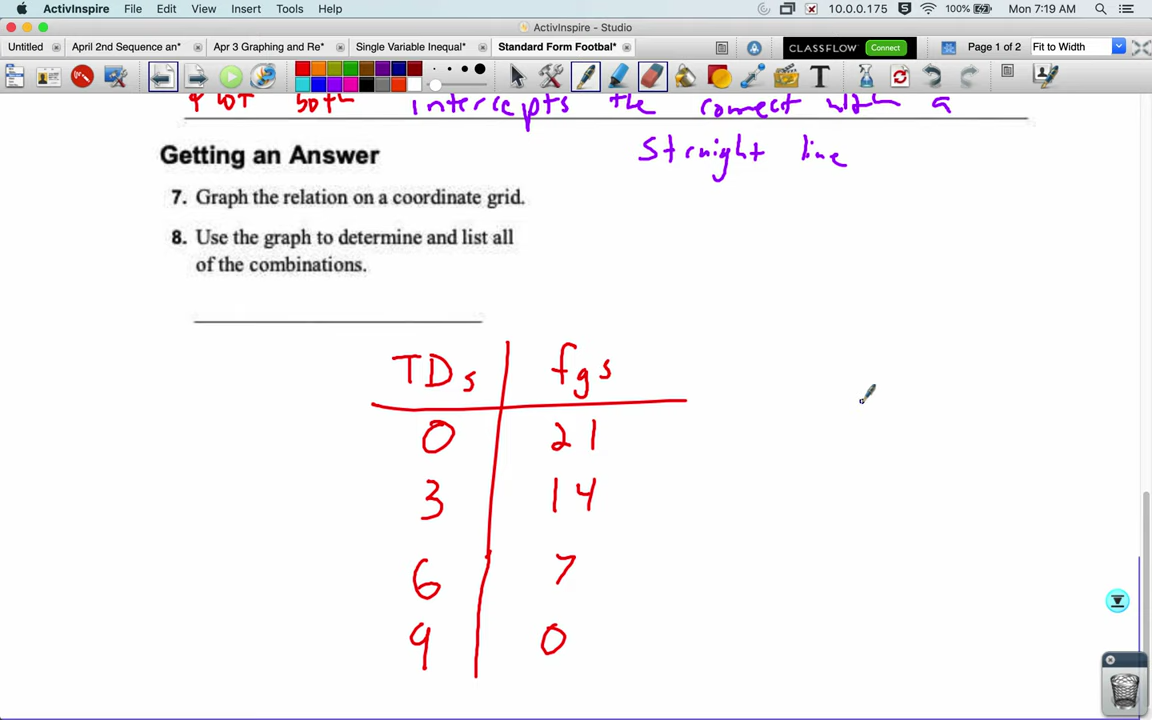 ActivInspire File Edit View Insert Tools Help 10.0.0.175 100% Mon 7:19 AM
ActivInspire - Studio
Untitled April 2nd Sequence an* Apr 3 Graphing and Re* Single Variable Inequal* Standard Form Footbal* CLASSFLOW Connect Page 1 of 2 Fit to Width
Plot both intercepts the connect with a
straight line
Getting an Answer
7. Graph the relation on a coordinate grid.
8. Use the graph to determine and list all
of the combinations.
TDs fgs
0 21
3 14
6 7
9 0